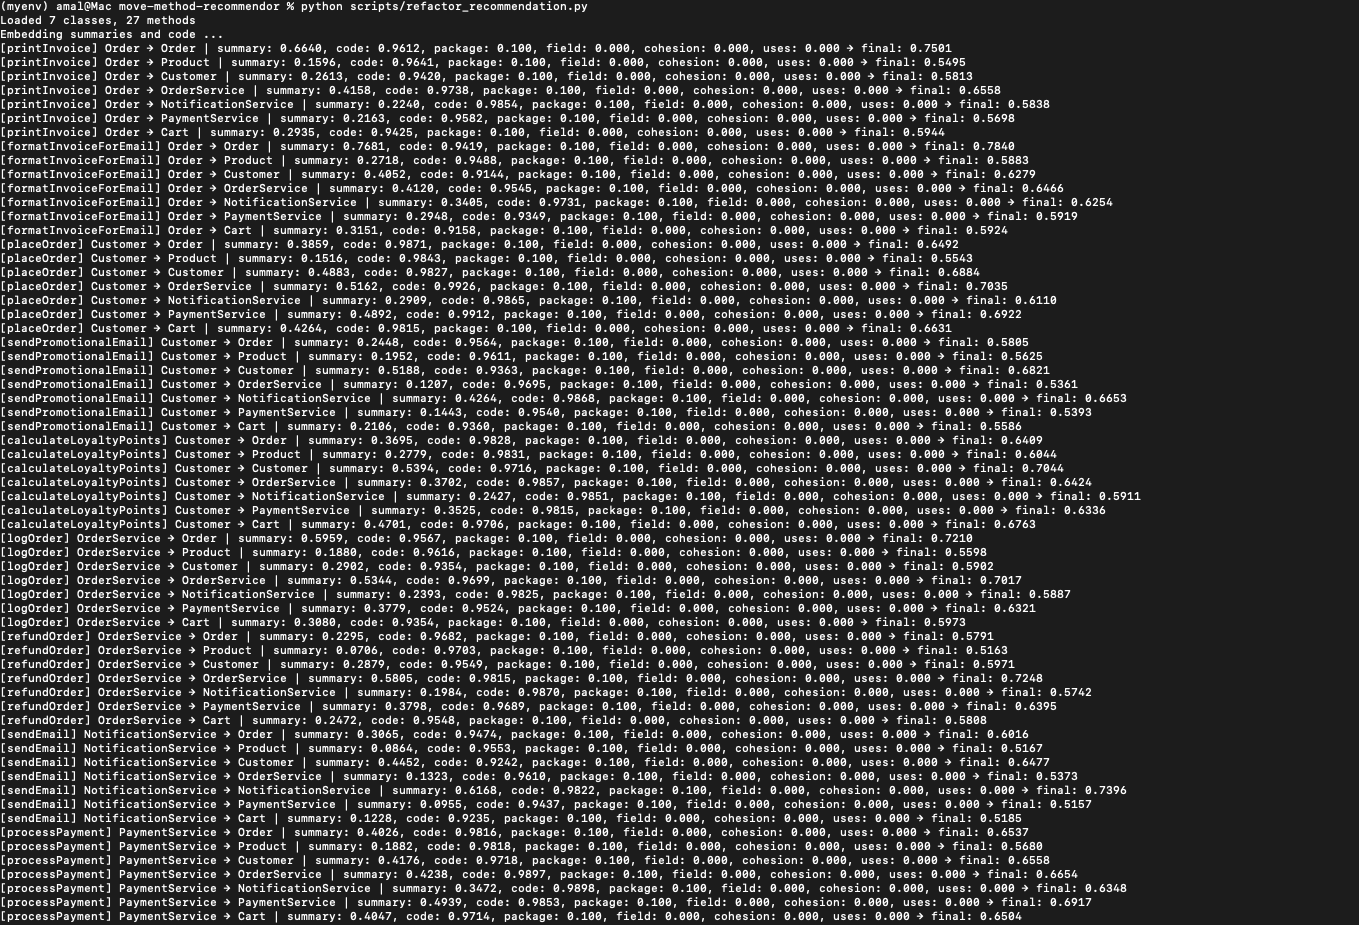 (myenv) amal@Mac move-method-recommendor % python scripts/refactor_recommendation.py
Loaded 7 classes, 27 methods
Embedding summaries and code ...
[printInvoice] Order → Order | summary: 0.6640, code: 0.9612, package: 0.100, field: 0.000, cohesion: 0.000, uses: 0.000 → final: 0.7501
[printInvoice] Order → Product | summary: 0.1596, code: 0.9641, package: 0.100, field: 0.000, cohesion: 0.000, uses: 0.000 → final: 0.5495
[printInvoice] Order → Customer | summary: 0.2613, code: 0.9420, package: 0.100, field: 0.000, cohesion: 0.000, uses: 0.000 → final: 0.5813
[printInvoice] Order → OrderService | summary: 0.4158, code: 0.9738, package: 0.100, field: 0.000, cohesion: 0.000, uses: 0.000 → final: 0.6558
[printInvoice] Order → NotificationService | summary: 0.2240, code: 0.9854, package: 0.100, field: 0.000, cohesion: 0.000, uses: 0.000 → final: 0.5838
[printInvoice] Order → PaymentService | summary: 0.2163, code: 0.9582, package: 0.100, field: 0.000, cohesion: 0.000, uses: 0.000 → final: 0.5698
[printInvoice] Order → Cart | summary: 0.2935, code: 0.9425, package: 0.100, field: 0.000, cohesion: 0.000, uses: 0.000 → final: 0.5944
[formatInvoiceForEmail] Order → Order | summary: 0.7681, code: 0.9419, package: 0.100, field: 0.000, cohesion: 0.000, uses: 0.000 → final: 0.7840
[formatInvoiceForEmail] Order → Product | summary: 0.2718, code: 0.9488, package: 0.100, field: 0.000, cohesion: 0.000, uses: 0.000 → final: 0.5883
[formatInvoiceForEmail] Order → Customer | summary: 0.4052, code: 0.9144, package: 0.100, field: 0.000, cohesion: 0.000, uses: 0.000 → final: 0.6279
[formatInvoiceForEmail] Order → OrderService | summary: 0.4120, code: 0.9545, package: 0.100, field: 0.000, cohesion: 0.000, uses: 0.000 → final: 0.6466
[formatInvoiceForEmail] Order → NotificationService | summary: 0.3405, code: 0.9731, package: 0.100, field: 0.000, cohesion: 0.000, uses: 0.000 → final: 0.6254
[formatInvoiceForEmail] Order → PaymentService | summary: 0.2948, code: 0.9349, package: 0.100, field: 0.000, cohesion: 0.000, uses: 0.000 → final: 0.5919
[formatInvoiceForEmail] Order → Cart | summary: 0.3151, code: 0.9158, package: 0.100, field: 0.000, cohesion: 0.000, uses: 0.000 → final: 0.5924
[placeOrder] Customer → Order | summary: 0.3859, code: 0.9871, package: 0.100, field: 0.000, cohesion: 0.000, uses: 0.000 → final: 0.6492
[placeOrder] Customer → Product | summary: 0.1516, code: 0.9843, package: 0.100, field: 0.000, cohesion: 0.000, uses: 0.000 → final: 0.5543
[placeOrder] Customer → Customer | summary: 0.4883, code: 0.9827, package: 0.100, field: 0.000, cohesion: 0.000, uses: 0.000 → final: 0.6884
[placeOrder] Customer → OrderService | summary: 0.5162, code: 0.9926, package: 0.100, field: 0.000, cohesion: 0.000, uses: 0.000 → final: 0.7035
[placeOrder] Customer → NotificationService | summary: 0.2909, code: 0.9865, package: 0.100, field: 0.000, cohesion: 0.000, uses: 0.000 → final: 0.6110
[placeOrder] Customer → PaymentService | summary: 0.4892, code: 0.9912, package: 0.100, field: 0.000, cohesion: 0.000, uses: 0.000 → final: 0.6922
[placeOrder] Customer → Cart | summary: 0.4264, code: 0.9815, package: 0.100, field: 0.000, cohesion: 0.000, uses: 0.000 → final: 0.6631
[sendPromotionalEmail] Customer → Order | summary: 0.2448, code: 0.9564, package: 0.100, field: 0.000, cohesion: 0.000, uses: 0.000 → final: 0.5805
[sendPromotionalEmail] Customer → Product | summary: 0.1952, code: 0.9611, package: 0.100, field: 0.000, cohesion: 0.000, uses: 0.000 → final: 0.5625
[sendPromotionalEmail] Customer → Customer | summary: 0.5188, code: 0.9363, package: 0.100, field: 0.000, cohesion: 0.000, uses: 0.000 → final: 0.6821
[sendPromotionalEmail] Customer → OrderService | summary: 0.1207, code: 0.9695, package: 0.100, field: 0.000, cohesion: 0.000, uses: 0.000 → final: 0.5361
[sendPromotionalEmail] Customer → NotificationService | summary: 0.4264, code: 0.9868, package: 0.100, field: 0.000, cohesion: 0.000, uses: 0.000 → final: 0.6653
[sendPromotionalEmail] Customer → PaymentService | summary: 0.1443, code: 0.9540, package: 0.100, field: 0.000, cohesion: 0.000, uses: 0.000 → final: 0.5393
[sendPromotionalEmail] Customer → Cart | summary: 0.2106, code: 0.9360, package: 0.100, field: 0.000, cohesion: 0.000, uses: 0.000 → final: 0.5586
[calculateLoyaltyPoints] Customer → Order | summary: 0.3695, code: 0.9828, package: 0.100, field: 0.000, cohesion: 0.000, uses: 0.000 → final: 0.6409
[calculateLoyaltyPoints] Customer → Product | summary: 0.2779, code: 0.9831, package: 0.100, field: 0.000, cohesion: 0.000, uses: 0.000 → final: 0.6044
[calculateLoyaltyPoints] Customer → Customer | summary: 0.5394, code: 0.9716, package: 0.100, field: 0.000, cohesion: 0.000, uses: 0.000 → final: 0.7044
[calculateLoyaltyPoints] Customer → OrderService | summary: 0.3702, code: 0.9857, package: 0.100, field: 0.000, cohesion: 0.000, uses: 0.000 → final: 0.6424
[calculateLoyaltyPoints] Customer → NotificationService | summary: 0.2427, code: 0.9851, package: 0.100, field: 0.000, cohesion: 0.000, uses: 0.000 → final: 0.5911
[calculateLoyaltyPoints] Customer → PaymentService | summary: 0.3525, code: 0.9815, package: 0.100, field: 0.000, cohesion: 0.000, uses: 0.000 → final: 0.6336
[calculateLoyaltyPoints] Customer → Cart | summary: 0.4701, code: 0.9706, package: 0.100, field: 0.000, cohesion: 0.000, uses: 0.000 → final: 0.6763
[logOrder] OrderService → Order | summary: 0.5959, code: 0.9567, package: 0.100, field: 0.000, cohesion: 0.000, uses: 0.000 → final: 0.7210
[logOrder] OrderService → Product | summary: 0.1880, code: 0.9616, package: 0.100, field: 0.000, cohesion: 0.000, uses: 0.000 → final: 0.5598
[logOrder] OrderService → Customer | summary: 0.2902, code: 0.9354, package: 0.100, field: 0.000, cohesion: 0.000, uses: 0.000 → final: 0.5902
[logOrder] OrderService → OrderService | summary: 0.5344, code: 0.9699, package: 0.100, field: 0.000, cohesion: 0.000, uses: 0.000 → final: 0.7017
[logOrder] OrderService → NotificationService | summary: 0.2393, code: 0.9825, package: 0.100, field: 0.000, cohesion: 0.000, uses: 0.000 → final: 0.5887
[logOrder] OrderService → PaymentService | summary: 0.3779, code: 0.9524, package: 0.100, field: 0.000, cohesion: 0.000, uses: 0.000 → final: 0.6321
[logOrder] OrderService → Cart | summary: 0.3080, code: 0.9354, package: 0.100, field: 0.000, cohesion: 0.000, uses: 0.000 → final: 0.5973
[refundOrder] OrderService → Order | summary: 0.2295, code: 0.9682, package: 0.100, field: 0.000, cohesion: 0.000, uses: 0.000 → final: 0.5791
[refundOrder] OrderService → Product | summary: 0.0706, code: 0.9703, package: 0.100, field: 0.000, cohesion: 0.000, uses: 0.000 → final: 0.5163
[refundOrder] OrderService → Customer | summary: 0.2879, code: 0.9549, package: 0.100, field: 0.000, cohesion: 0.000, uses: 0.000 → final: 0.5971
[refundOrder] OrderService → OrderService | summary: 0.5805, code: 0.9815, package: 0.100, field: 0.000, cohesion: 0.000, uses: 0.000 → final: 0.7248
[refundOrder] OrderService → NotificationService | summary: 0.1984, code: 0.9870, package: 0.100, field: 0.000, cohesion: 0.000, uses: 0.000 → final: 0.5742
[refundOrder] OrderService → PaymentService | summary: 0.3798, code: 0.9689, package: 0.100, field: 0.000, cohesion: 0.000, uses: 0.000 → final: 0.6395
[refundOrder] OrderService → Cart | summary: 0.2472, code: 0.9548, package: 0.100, field: 0.000, cohesion: 0.000, uses: 0.000 → final: 0.5808
[sendEmail] NotificationService → Order | summary: 0.3065, code: 0.9474, package: 0.100, field: 0.000, cohesion: 0.000, uses: 0.000 → final: 0.6016
[sendEmail] NotificationService → Product | summary: 0.0864, code: 0.9553, package: 0.100, field: 0.000, cohesion: 0.000, uses: 0.000 → final: 0.5167
[sendEmail] NotificationService → Customer | summary: 0.4452, code: 0.9242, package: 0.100, field: 0.000, cohesion: 0.000, uses: 0.000 → final: 0.6477
[sendEmail] NotificationService → OrderService | summary: 0.1323, code: 0.9610, package: 0.100, field: 0.000, cohesion: 0.000, uses: 0.000 → final: 0.5373
[sendEmail] NotificationService → NotificationService | summary: 0.6168, code: 0.9822, package: 0.100, field: 0.000, cohesion: 0.000, uses: 0.000 → final: 0.7396
[sendEmail] NotificationService → PaymentService | summary: 0.0955, code: 0.9437, package: 0.100, field: 0.000, cohesion: 0.000, uses: 0.000 → final: 0.5157
[sendEmail] NotificationService → Cart | summary: 0.1228, code: 0.9235, package: 0.100, field: 0.000, cohesion: 0.000, uses: 0.000 → final: 0.5185
[processPayment] PaymentService → Order | summary: 0.4026, code: 0.9816, package: 0.100, field: 0.000, cohesion: 0.000, uses: 0.000 → final: 0.6537
[processPayment] PaymentService → Product | summary: 0.1882, code: 0.9818, package: 0.100, field: 0.000, cohesion: 0.000, uses: 0.000 → final: 0.5680
[processPayment] PaymentService → Customer | summary: 0.4176, code: 0.9718, package: 0.100, field: 0.000, cohesion: 0.000, uses: 0.000 → final: 0.6558
[processPayment] PaymentService → OrderService | summary: 0.4238, code: 0.9897, package: 0.100, field: 0.000, cohesion: 0.000, uses: 0.000 → final: 0.6654
[processPayment] PaymentService → NotificationService | summary: 0.3472, code: 0.9898, package: 0.100, field: 0.000, cohesion: 0.000, uses: 0.000 → final: 0.6348
[processPayment] PaymentService → PaymentService | summary: 0.4939, code: 0.9853, package: 0.100, field: 0.000, cohesion: 0.000, uses: 0.000 → final: 0.6917
[processPayment] PaymentService → Cart | summary: 0.4047, code: 0.9714, package: 0.100, field: 0.000, cohesion: 0.000, uses: 0.000 → final: 0.6504